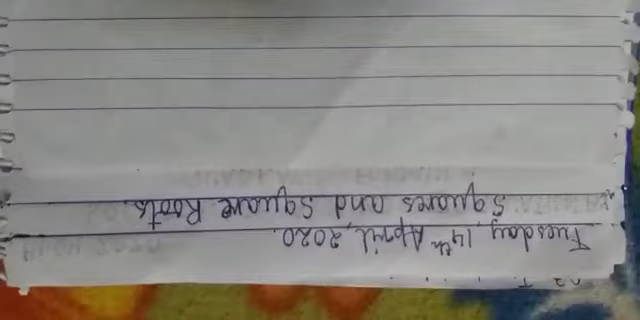 Tuesday, 14th April, 2020.
Squares and Square Roots.